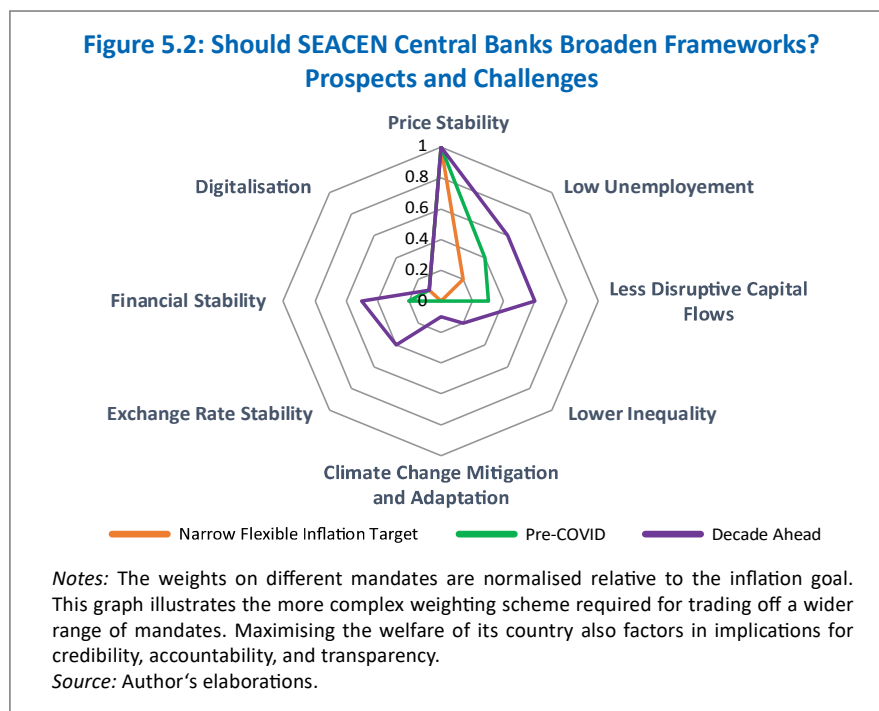 Figure 5.2: Should SEACEN Central Banks Broaden Frameworks?
Prospects and Challenges
Price Stability
1
0.8
0.6
0.4
0.2
0
Digitalisation
Low Unemployement
Financial Stability
Less Disruptive Capital
Flows
Exchange Rate Stability
Lower Inequality
Climate Change Mitigation
and Adaptation
Narrow Flexible Inflation Target
Pre-COVID
Decade Ahead
Notes: The weights on different mandates are normalised relative to the inflation goal.
This graph illustrates the more complex weighting scheme required for trading off a wider
range of mandates. Maximising the welfare of its country also factors in implications for
credibility, accountability, and transparency.
Source: Author‘s elaborations.